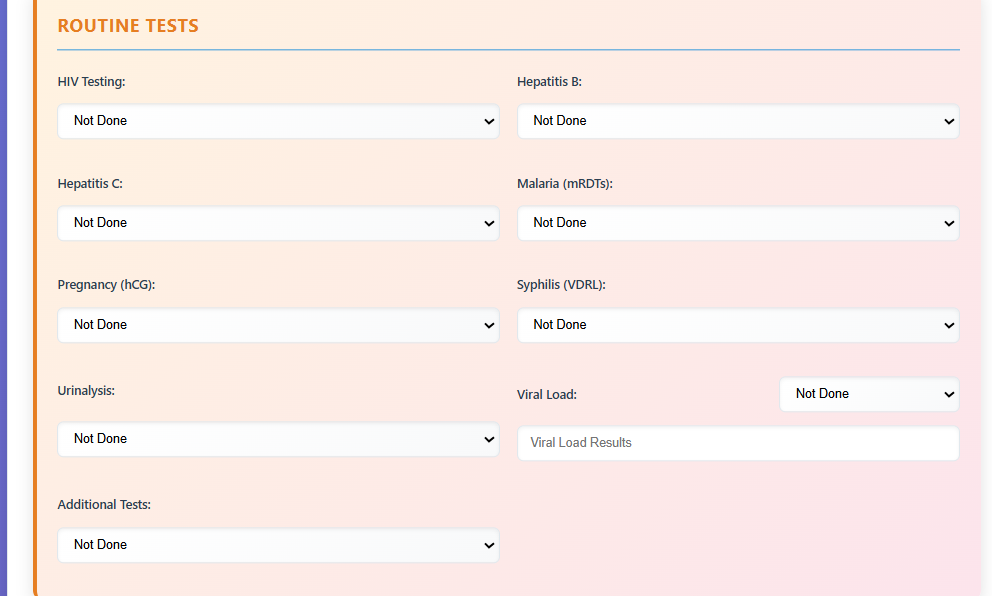 ROUTINE TESTS
HIV Testing:
Hepatitis B:
Not Done
Not Done
Hepatitis C:
Malaria (mRDTs):
Not Done
Not Done
Pregnancy (hCG):
Syphilis (VDRL):
Not Done
Not Done
Urinalysis:
Viral Load:
Not Done
Not Done
Viral Load Results
Additional Tests:
Not Done